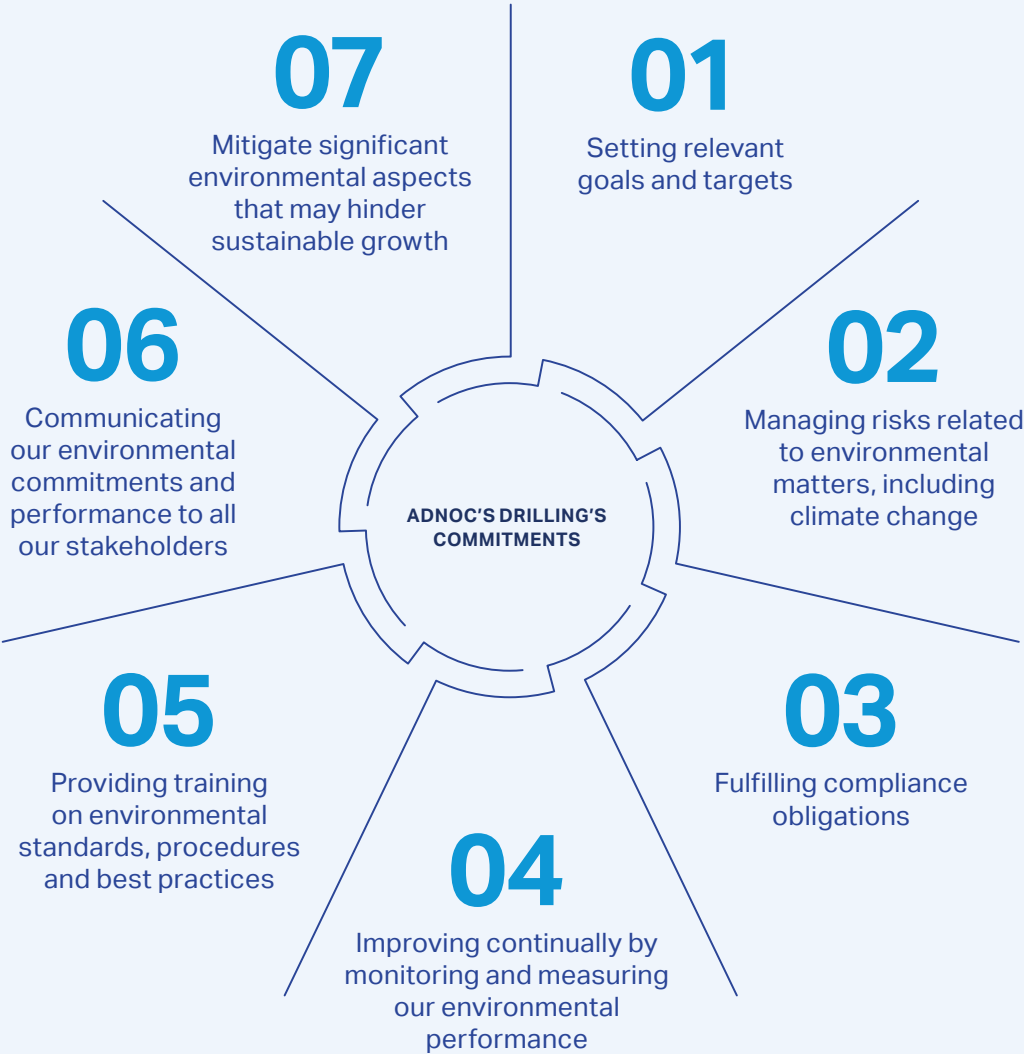 07
Mitigate significant
environmental aspects
that may hinder
sustainable growth
01
Setting relevant
goals and targets
06
Communicating
our environmental
commitments and
performance to all
our stakeholders
02
Managing risks related
to environmental
matters, including
climate change
ADNOC'S DRILLING'S
COMMITMENTS
05
Providing training
on environmental
standards, procedures
and best practices
03
Fulfilling compliance
obligations
04
Improving continually by
monitoring and measuring
our environmental
performance